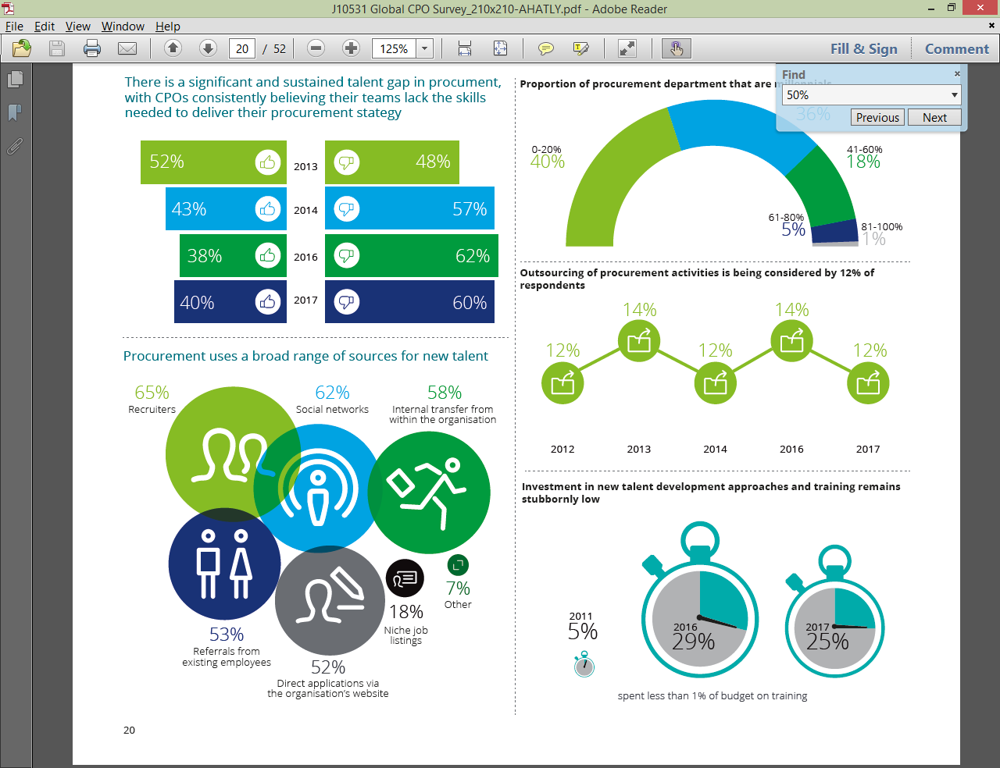 J10531 Global CPO Survey_210x210-AHATLY.pdf - Adobe Reader
File Edit View Window Help
20 / 52 125% Fill & Sign Comment
Find
50%
Previous Next
There is a significant and sustained talent gap in procument,
with CPOs consistently believing their teams lack the skills
needed to deliver their procurement stategy
52% 2013 48%
43% 2014 57%
38% 2016 62%
40% 2017 60%
Procurement uses a broad range of sources for new talent
65%
Recruiters
62%
Social networks
58%
Internal transfer from
within the organisation
53%
Referrals from
existing employees
52%
Direct applications via
the organisation's website
18%
Niche job
listings
7%
Other
Proportion of procurement department that are millennials
0-20%
40%
36%
41-60%
18%
61-80%
5%
81-100%
1%
Outsourcing of procurement activities is being considered by 12% of
respondents
12% 14% 12% 14% 12%
2012 2013 2014 2016 2017
Investment in new talent development approaches and training remains
stubbornly low
2011
5%
2016
29%
2017
25%
spent less than 1% of budget on training
20